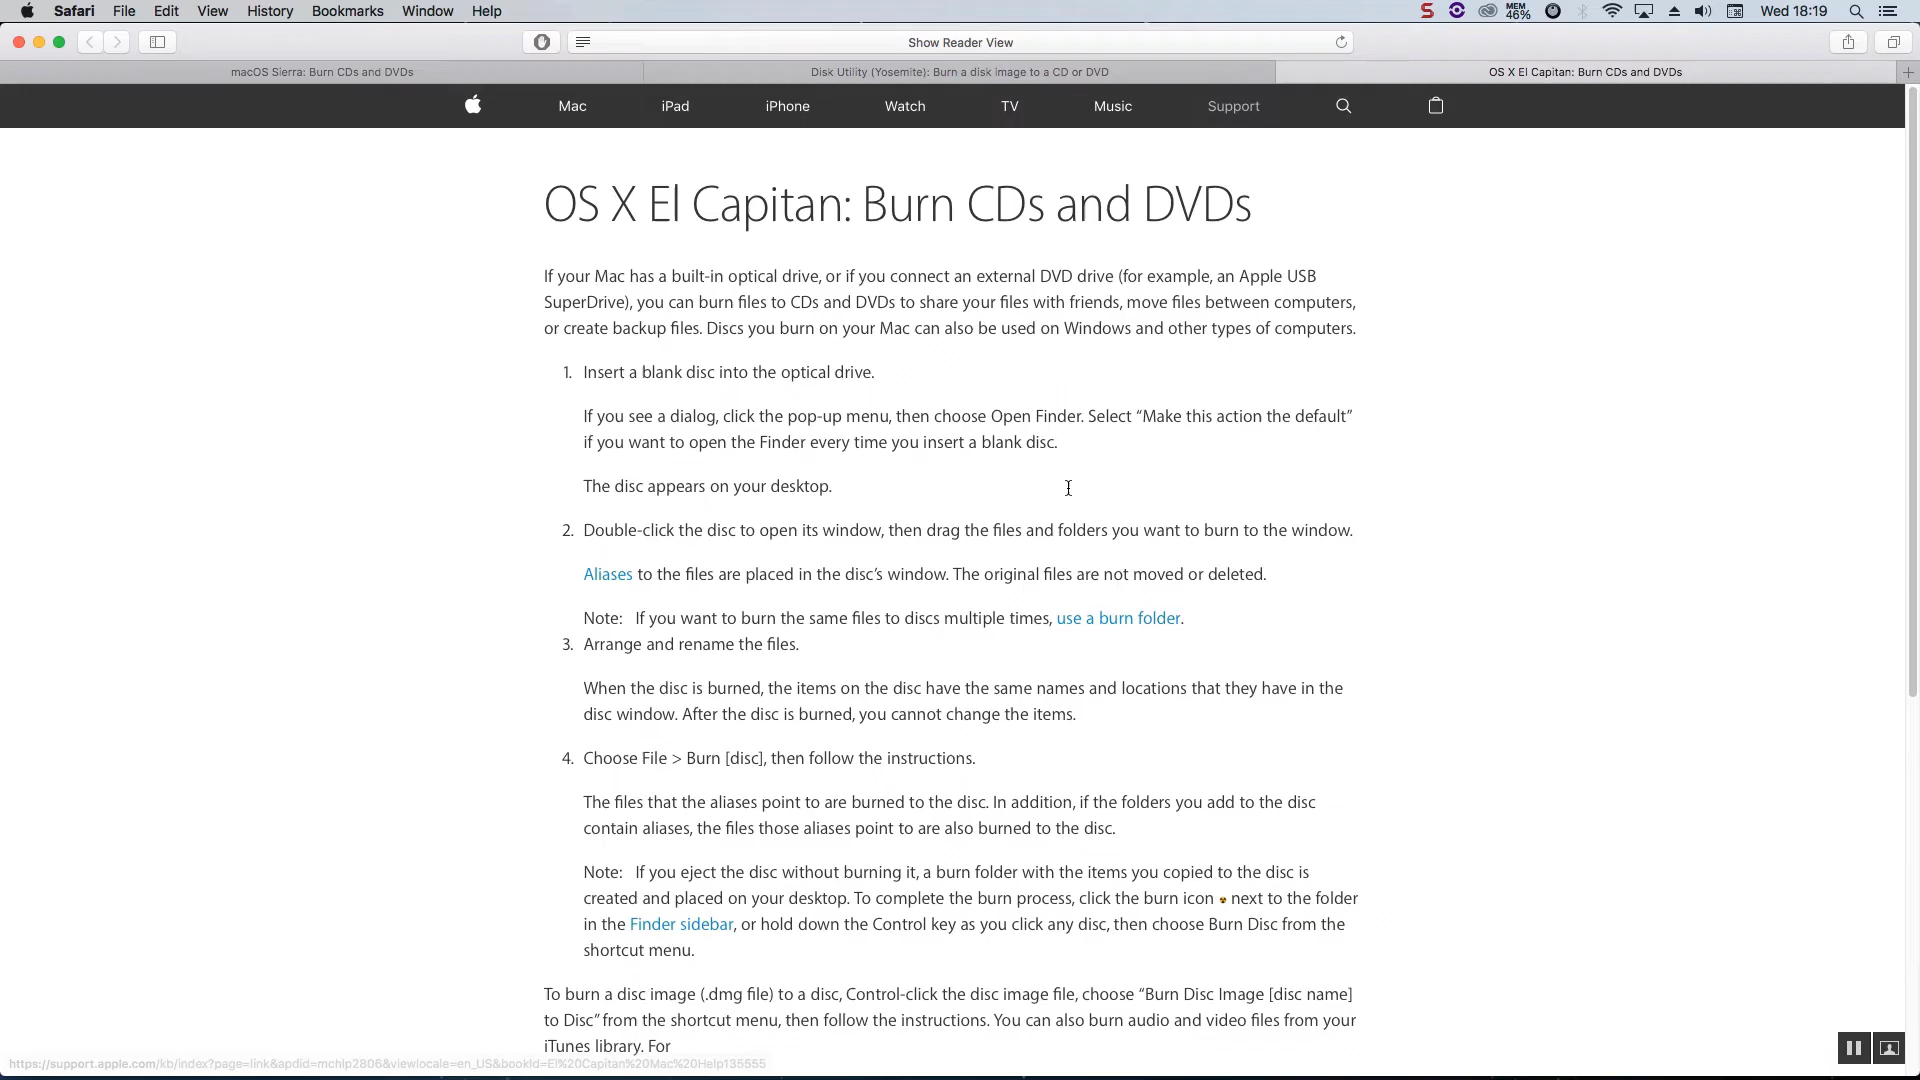 Safari File Edit View History Bookmarks Window Help
S MEM 46% Wed 18:19
Show Reader View
macOS Sierra: Burn CDs and DVDs
Disk Utility (Yosemite): Burn a disk image to a CD or DVD
OS X El Capitan: Burn CDs and DVDs
Mac iPad iPhone Watch TV Music Support
OS X El Capitan: Burn CDs and DVDs
If your Mac has a built-in optical drive, or if you connect an external DVD drive (for example, an Apple USB
SuperDrive), you can burn files to CDs and DVDs to share your files with friends, move files between computers,
or create backup files. Discs you burn on your Mac can also be used on Windows and other types of computers.
1. Insert a blank disc into the optical drive.
If you see a dialog, click the pop-up menu, then choose Open Finder. Select “Make this action the default”
if you want to open the Finder every time you insert a blank disc.
The disc appears on your desktop.
2. Double-click the disc to open its window, then drag the files and folders you want to burn to the window.
Aliases to the files are placed in the disc’s window. The original files are not moved or deleted.
Note: If you want to burn the same files to discs multiple times, use a burn folder.
3. Arrange and rename the files.
When the disc is burned, the items on the disc have the same names and locations that they have in the
disc window. After the disc is burned, you cannot change the items.
4. Choose File > Burn [disc], then follow the instructions.
The files that the aliases point to are burned to the disc. In addition, if the folders you add to the disc
contain aliases, the files those aliases point to are also burned to the disc.
Note: If you eject the disc without burning it, a burn folder with the items you copied to the disc is
created and placed on your desktop. To complete the burn process, click the burn icon next to the folder
in the Finder sidebar, or hold down the Control key as you click any disc, then choose Burn Disc from the
shortcut menu.
To burn a disc image (.dmg file) to a disc, Control-click the disc image file, choose “Burn Disc Image [disc name]
to Disc” from the shortcut menu, then follow the instructions. You can also burn audio and video files from your
iTunes library. For
https://support.apple.com/kb/index?page=link&apdid=mchlp2806&viewlocale=en_US&bookId=El%20Capitan%20Mac%20Help135555